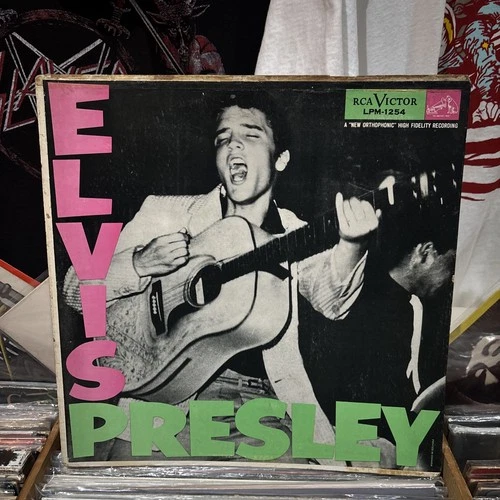 ELVIS
PRESLEY
RCA VICTOR
LPM-1254
A "NEW ORTHOPHONIC" HIGH FIDELITY RECORDING